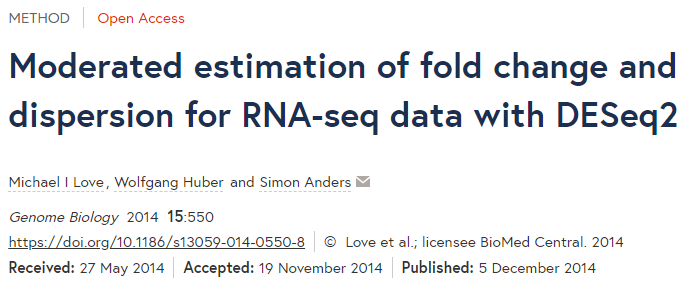 METHOD | Open Access
Moderated estimation of fold change and
dispersion for RNA-seq data with DESeq2
Michael I Love, Wolfgang Huber and Simon Anders
Genome Biology 2014 15:550
https://doi.org/10.1186/s13059-014-0550-8 | © Love et al.; licensee BioMed Central. 2014
Received: 27 May 2014 | Accepted: 19 November 2014 | Published: 5 December 2014